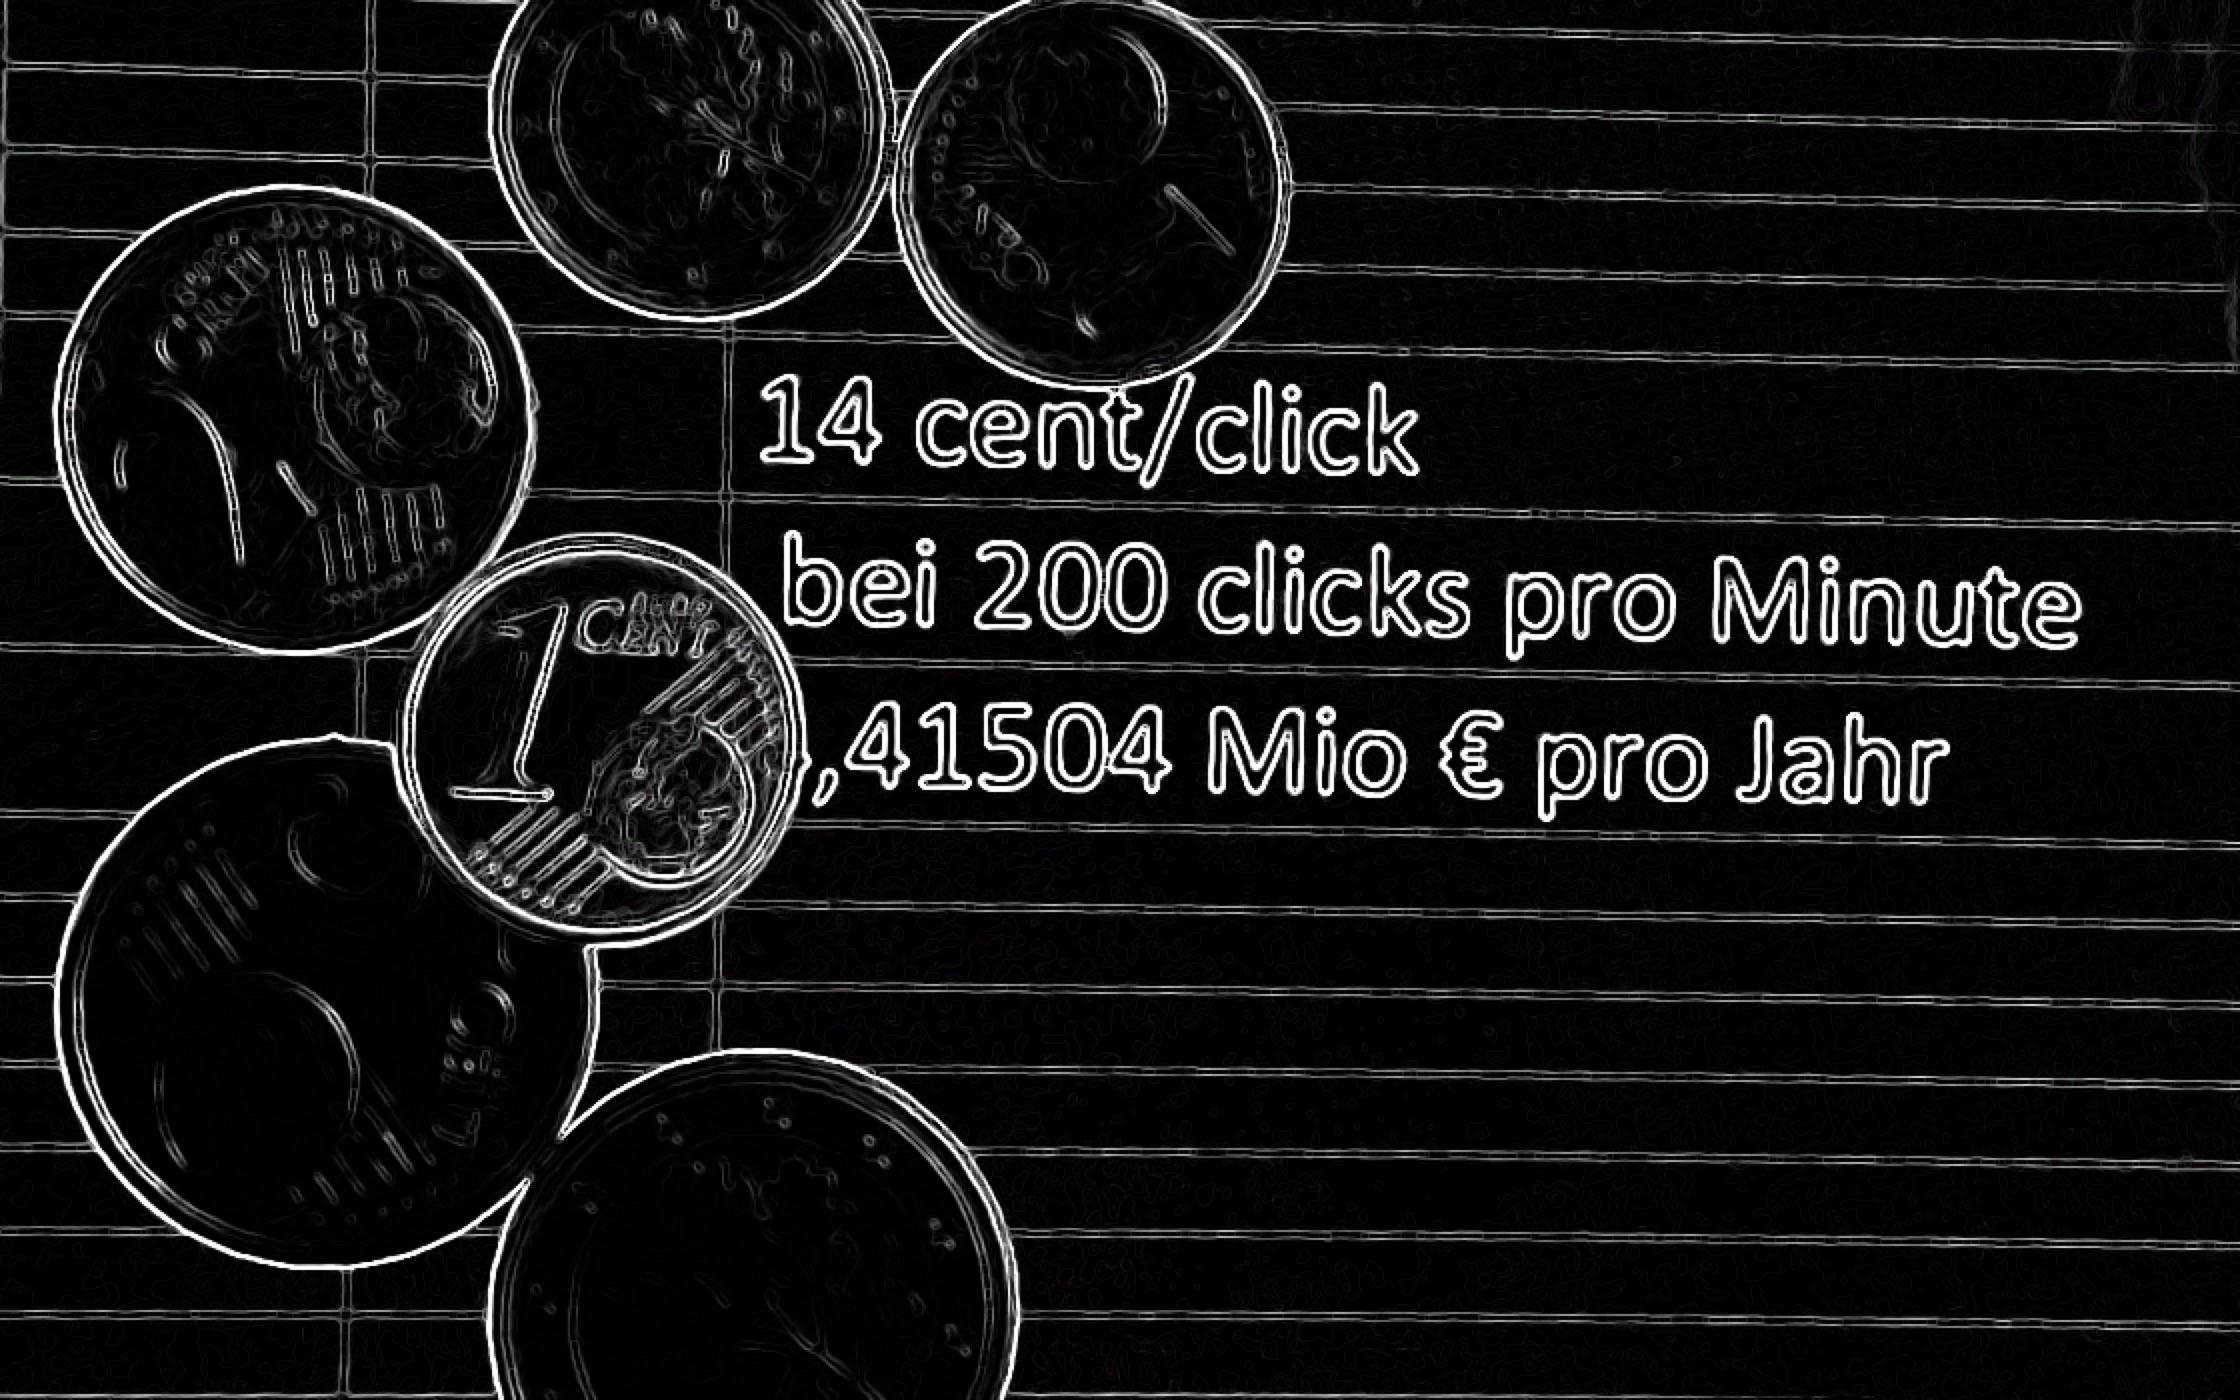 14 cent/click
bei 200 clicks pro Minute
,41504 Mio € pro Jahr
1 CENT